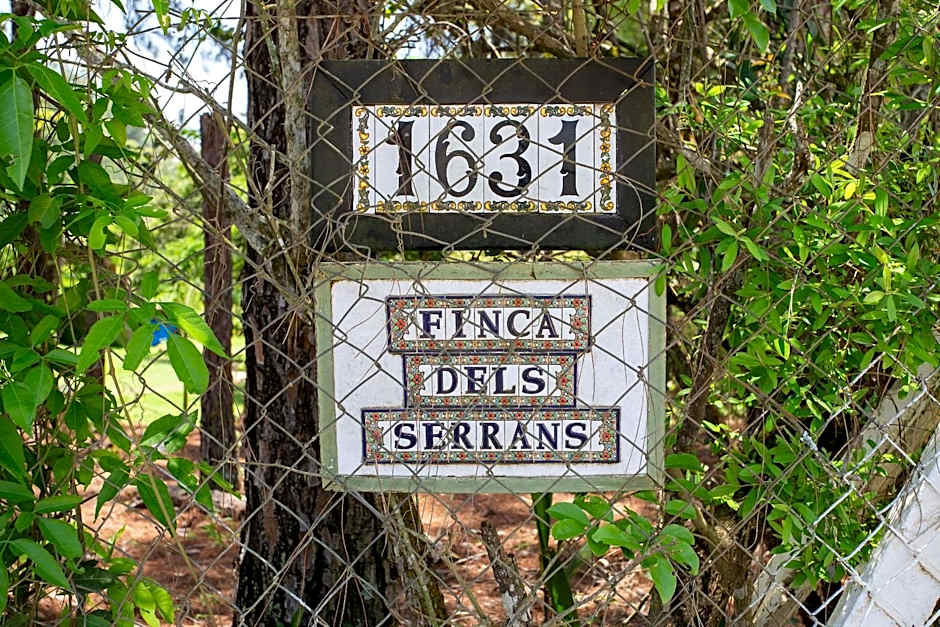 1631
FINCA
DELS
SERRANS